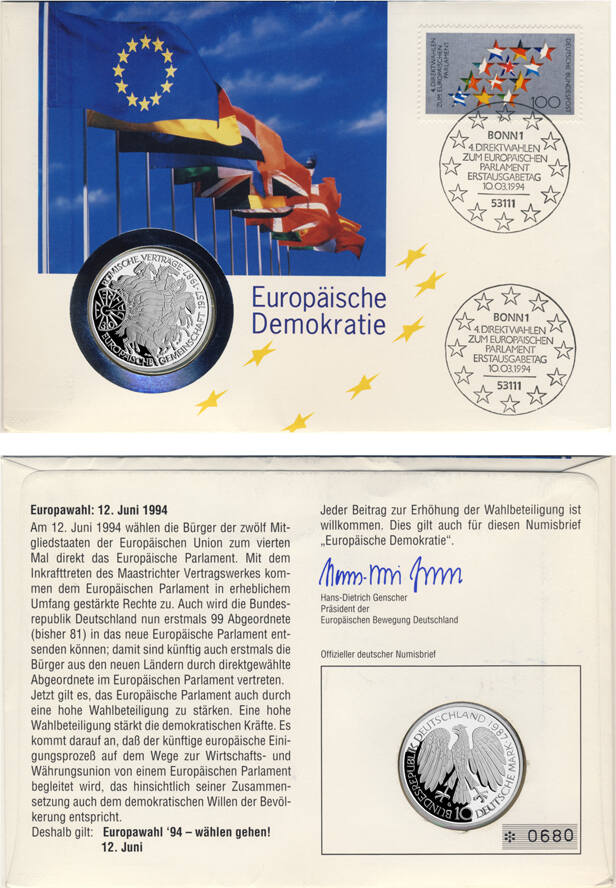 4. DIREKTWAHLEN
ZUM EUROPÄISCHEN
PARLAMENT
DEUTSCHE BUNDESPOST
100
BONN 1
4. DIREKTWAHLEN
ZUM EUROPÄISCHEN
PARLAMENT
ERSTAUSGABETAG
10.03.1994
53111
RÖMISCHE VERTRÄGE
1957-1987
EUROPÄISCHE GEMEINSCHAFT
Europäische
Demokratie
BONN 1
4. DIREKTWAHLEN
ZUM EUROPÄISCHEN
PARLAMENT
ERSTAUSGABETAG
10.03.1994
53111
Europawahl: 12. Juni 1994
Am 12. Juni 1994 wählen die Bürger der zwölf Mit-
gliedstaaten der Europäischen Union zum vierten
Mal direkt das Europäische Parlament. Mit dem
Inkrafttreten des Maastrichter Vertragswerkes kom-
men dem Europäischen Parlament in erheblichem
Umfang gestärkte Rechte zu. Auch wird die Bundes-
republik Deutschland nun erstmals 99 Abgeordnete
(bisher 81) in das neue Europäische Parlament ent-
senden können; damit sind künftig auch erstmals die
Bürger aus den neuen Ländern durch direktgewählte
Abgeordnete im Europäischen Parlament vertreten.
Jetzt gilt es, das Europäische Parlament auch durch
eine hohe Wahlbeteiligung zu stärken. Eine hohe
Wahlbeteiligung stärkt die demokratischen Kräfte. Es
kommt darauf an, daß der künftige europäische Eini-
gungsprozeß auf dem Wege zur Wirtschafts- und
Währungsunion von einem Europäischen Parlament
begleitet wird, das hinsichtlich seiner Zusammen-
setzung auch dem demokratischen Willen der Bevöl-
kerung entspricht.
Deshalb gilt: Europawahl '94 – wählen gehen!
12. Juni
Jeder Beitrag zur Erhöhung der Wahlbeteiligung ist
willkommen. Dies gilt auch für diesen Numisbrief
„Europäische Demokratie“.
Hans-Dietrich Genscher
Präsident der
Europäischen Bewegung Deutschland
Offizieller deutscher Numisbrief
BUNDESREPUBLIK DEUTSCHLAND 1987
10 DEUTSCHE MARK
✻ 0680